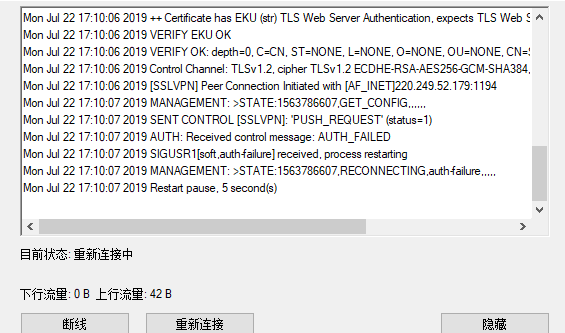 Mon Jul 22 17:10:06 2019 ++ Certificate has EKU (str) TLS Web Server Authentication, expects TLS Web S
Mon Jul 22 17:10:06 2019 VERIFY EKU OK
Mon Jul 22 17:10:06 2019 VERIFY OK: depth=0, C=CN, ST=NONE, L=NONE, O=NONE, OU=NONE, CN=S
Mon Jul 22 17:10:06 2019 Control Channel: TLSv1.2, cipher TLSv1.2 ECDHE-RSA-AES256-GCM-SHA384,
Mon Jul 22 17:10:06 2019 [SSLVPN] Peer Connection Initiated with [AF_INET]220.249.52.179:1194
Mon Jul 22 17:10:07 2019 MANAGEMENT: >STATE:1563786607,GET_CONFIG,,,,,,
Mon Jul 22 17:10:07 2019 SENT CONTROL [SSLVPN]: 'PUSH_REQUEST' (status=1)
Mon Jul 22 17:10:07 2019 AUTH: Received control message: AUTH_FAILED
Mon Jul 22 17:10:07 2019 SIGUSR1[soft,auth-failure] received, process restarting
Mon Jul 22 17:10:07 2019 MANAGEMENT: >STATE:1563786607,RECONNECTING,auth-failure,,,,,
Mon Jul 22 17:10:07 2019 Restart pause, 5 second(s)
目前状态: 重新连接中
下行流量: 0 B 上行流量: 42 B
断线 重新连接 隐藏